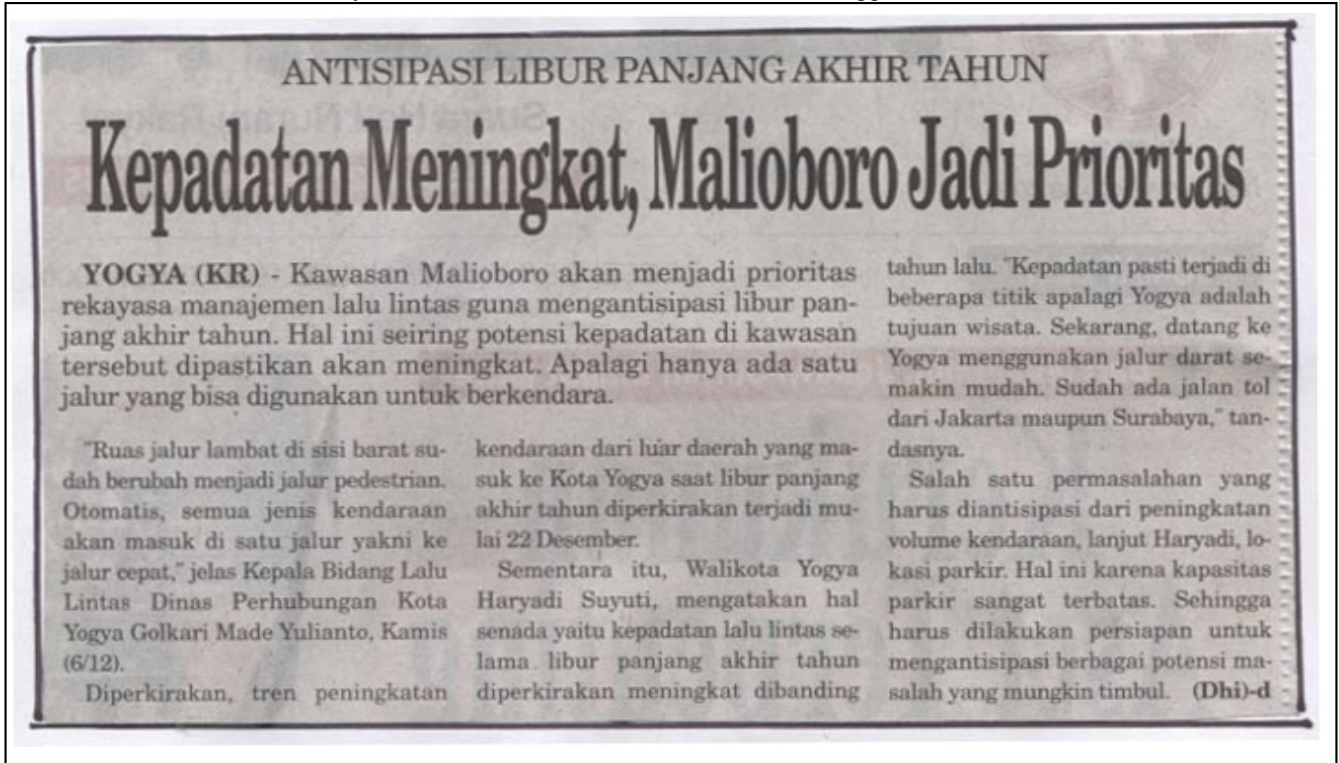 ANTISIPASI LIBUR PANJANG AKHIR TAHUN
Kepadatan Meningkat, Malioboro Jadi Prioritas
YOGYA (KR) - Kawasan Malioboro akan menjadi prioritas
rekayasa manajemen lalu lintas guna mengantisipasi libur pan-
jang akhir tahun. Hal ini seiring potensi kepadatan di kawasan
tersebut dipastikan akan meningkat. Apalagi hanya ada satu
jalur yang bisa digunakan untuk berkendara.
"Ruas jalur lambat di sisi barat su-
dah berubah menjadi jalur pedestrian.
Otomatis, semua jenis kendaraan
akan masuk di satu jalur yakni ke
jalur cepat," jelas Kepala Bidang Lalu
Lintas Dinas Perhubungan Kota
Yogya Golkari Made Yulianto, Kamis
(6/12).
Diperkirakan, tren peningkatan
kendaraan dari luar daerah yang ma-
suk ke Kota Yogya saat libur panjang
akhir tahun diperkirakan terjadi mu-
lai 22 Desember.
Sementara itu, Walikota Yogya
Haryadi Suyuti, mengatakan hal
senada yaitu kepadatan lalu lintas se-
lama libur panjang akhir tahun
diperkirakan meningkat dibanding
tahun lalu. "Kepadatan pasti terjadi di
beberapa titik apalagi Yogya adalah
tujuan wisata. Sekarang, datang ke
Yogya menggunakan jalur darat se-
makin mudah. Sudah ada jalan tol
dari Jakarta maupun Surabaya," tan-
dasnya.
Salah satu permasalahan yang
harus diantisipasi dari peningkatan
volume kendaraan, lanjut Haryadi, lo-
kasi parkir. Hal ini karena kapasitas
parkir sangat terbatas. Sehingga
harus dilakukan persiapan untuk
mengantisipasi berbagai potensi ma-
salah yang mungkin timbul. (Dhi)-d